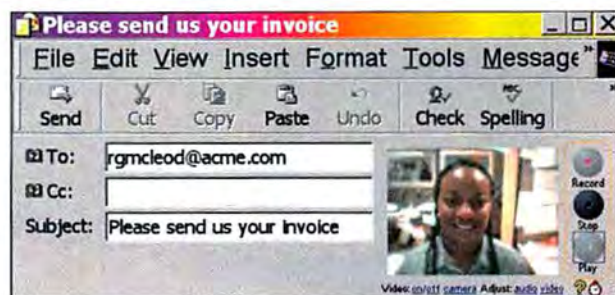 Please send us your invoice
File Edit View Insert Format Tools Message "
Send Cut Copy Paste Undo Check Spelling
To: rgmcleod@acme.com
Cc:
Subject: Please send us your invoice
Record
Stop
Play
Video: on/off camera Adjust: audio video